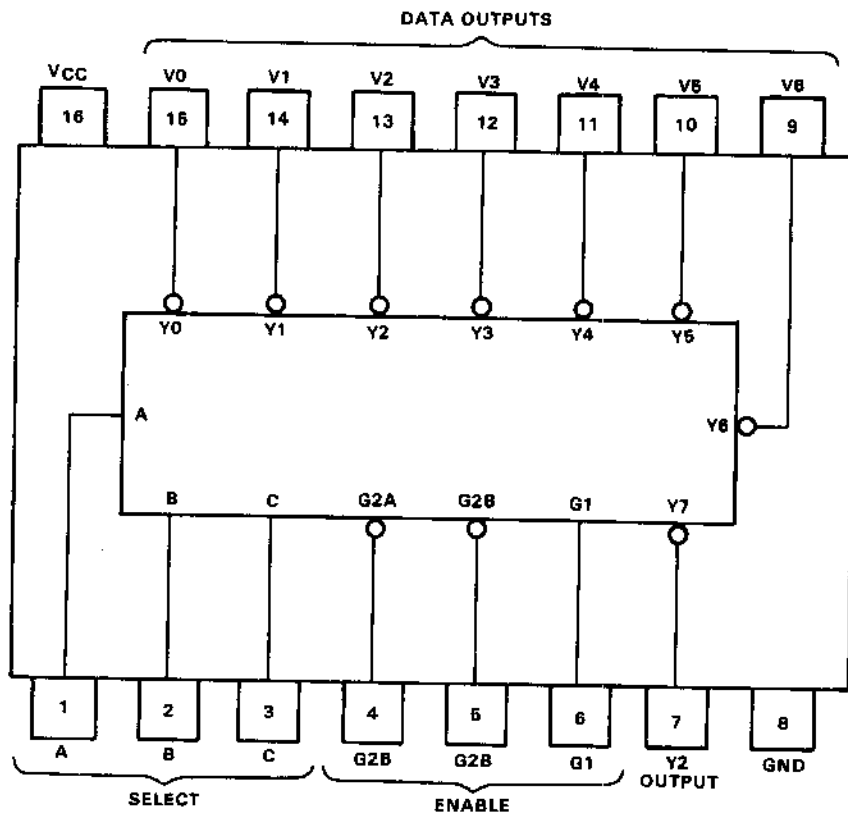 DATA OUTPUTS
VCC V0 V1 V2 V3 V4 V5 V6
16 15 14 13 12 11 10 9
Y0 Y1 Y2 Y3 Y4 Y5
A Y6
B C G2A G2B G1 Y7
1 2 3 4 5 6 7 8
A B C G2B G2B G1 Y2 GND
OUTPUT
SELECT ENABLE